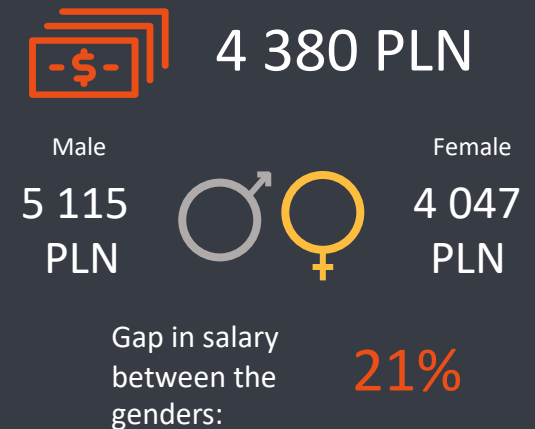 -$-
4 380 PLN
Male
5 115
PLN
Female
4 047
PLN
Gap in salary
between the
genders:
21%